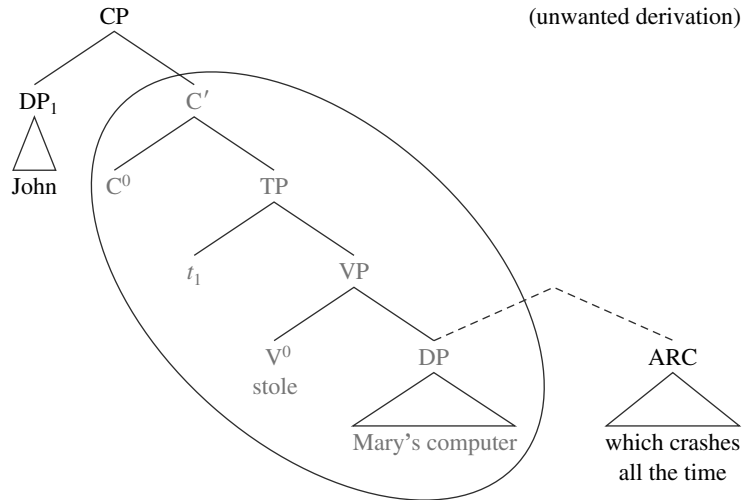 CP (unwanted derivation)
DP₁ C′
John C⁰ TP
t₁ VP
V⁰ DP ARC
stole
Mary's computer which crashes
all the time